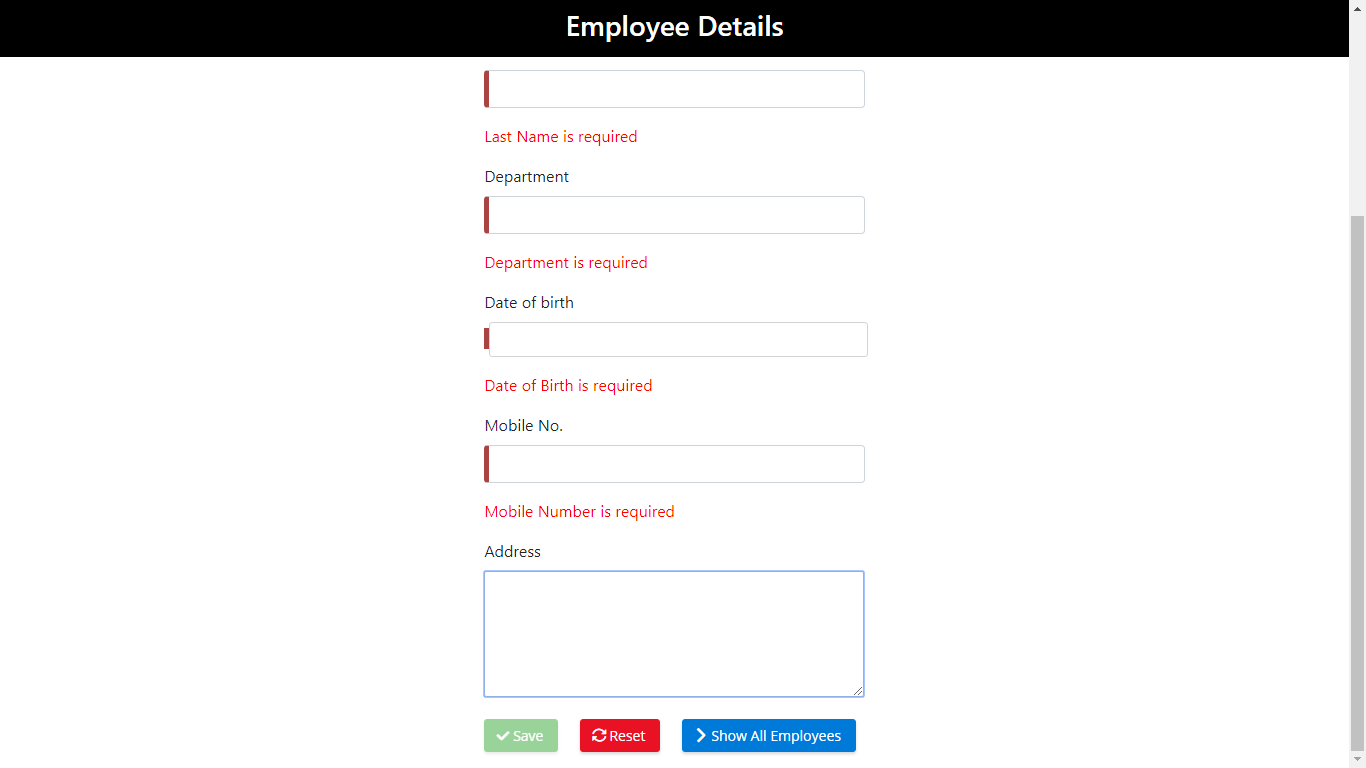 Employee Details
Last Name is required
Department
Department is required
Date of birth
Date of Birth is required
Mobile No.
Mobile Number is required
Address
Save Reset Show All Employees